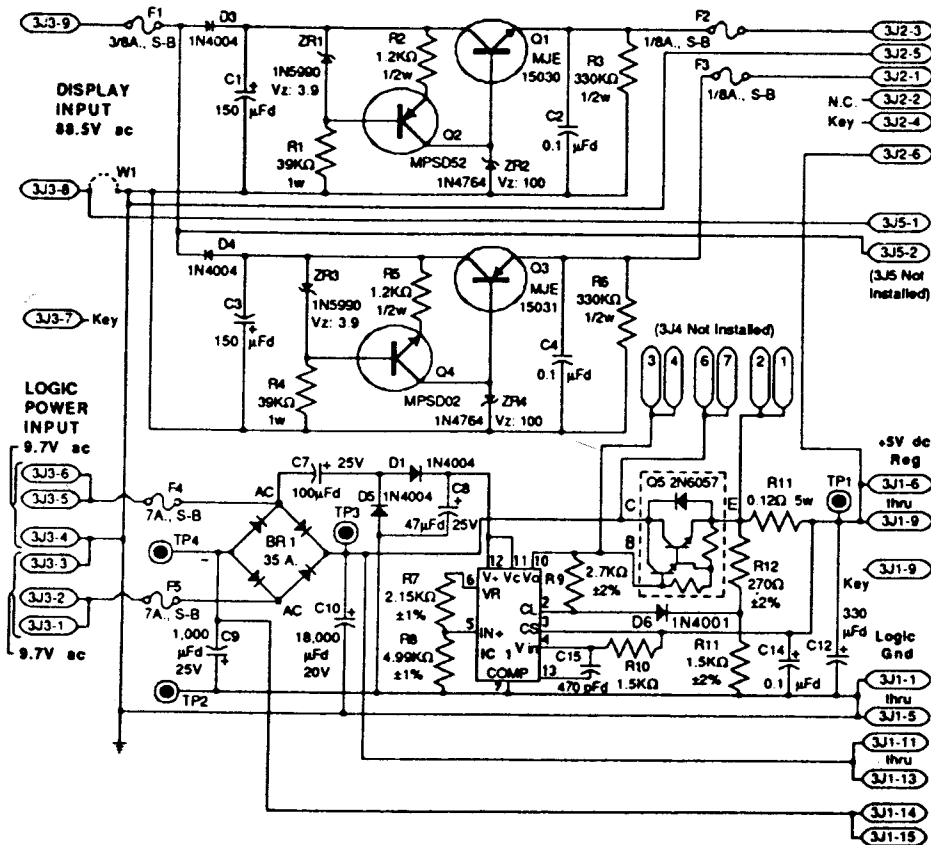 3J3-9
F1
3/8A., S-B
D3
1N4004
ZR1
1N5990
Vz: 3.9
R2
1.2KΩ
1/2w
Q1
MJE
15030
R3
330KΩ
1/2w
F2
1/8A., S-B
F3
1/8A., S-B
3J2-3
3J2-5
3J2-1
N.C.
3J2-2
Key
3J2-4
3J2-6
DISPLAY
INPUT
88.5V ac
C1
150
μFd
+
R1
39KΩ
1w
Q2
MPSD52
ZR2
1N4764
Vz: 100
C2
0.1
μFd
3J3-8
W1
3J5-1
3J5-2
(3J5 Not
Installed)
D4
1N4004
ZR3
1N5990
Vz: 3.9
R5
1.2KΩ
1/2w
Q3
MJE
15031
R6
330KΩ
1/2w
C3
150
μFd
+
R4
39KΩ
1w
Q4
MPSD02
ZR4
1N4764
Vz: 100
C4
0.1
μFd
3J3-7
Key
(3J4 Not Installed)
3
4
6
7
2
1
LOGIC
POWER
INPUT
9.7V ac
3J3-6
3J3-5
3J3-4
3J3-3
3J3-2
3J3-1
9.7V ac
F4
7A., S-B
F5
7A., S-B
TP4
TP2
C7
+
25V
100μFd
AC
BR 1
35 A.
AC
TP3
D1
1N4004
D5
1N4004
C8
+
47μFd
25V
1,000
μFd
C9
25V
+
C10
18,000
μFd
20V
+
R7
2.15KΩ
±1%
R8
4.99KΩ
±1%
12
11
10
V+
Vc
Vo
VR
6
5
IN+
IC 1
COMP
7
CL
2
CS
3
V in
4
13
R9
2.7KΩ
±2%
D6
1N4001
C15
470 pFd
R10
1.5KΩ
Q5 2N6057
C
B
E
R11
0.12Ω 5w
R12
270Ω
±2%
R11
1.5KΩ
±2%
C14
0.1
μFd
+
TP1
330
μFd
C12
+
+5V dc
Reg
3J1-6
thru
3J1-9
Key
3J1-9
Logic
Gnd
3J1-1
thru
3J1-5
3J1-11
thru
3J1-13
3J1-14
3J1-15